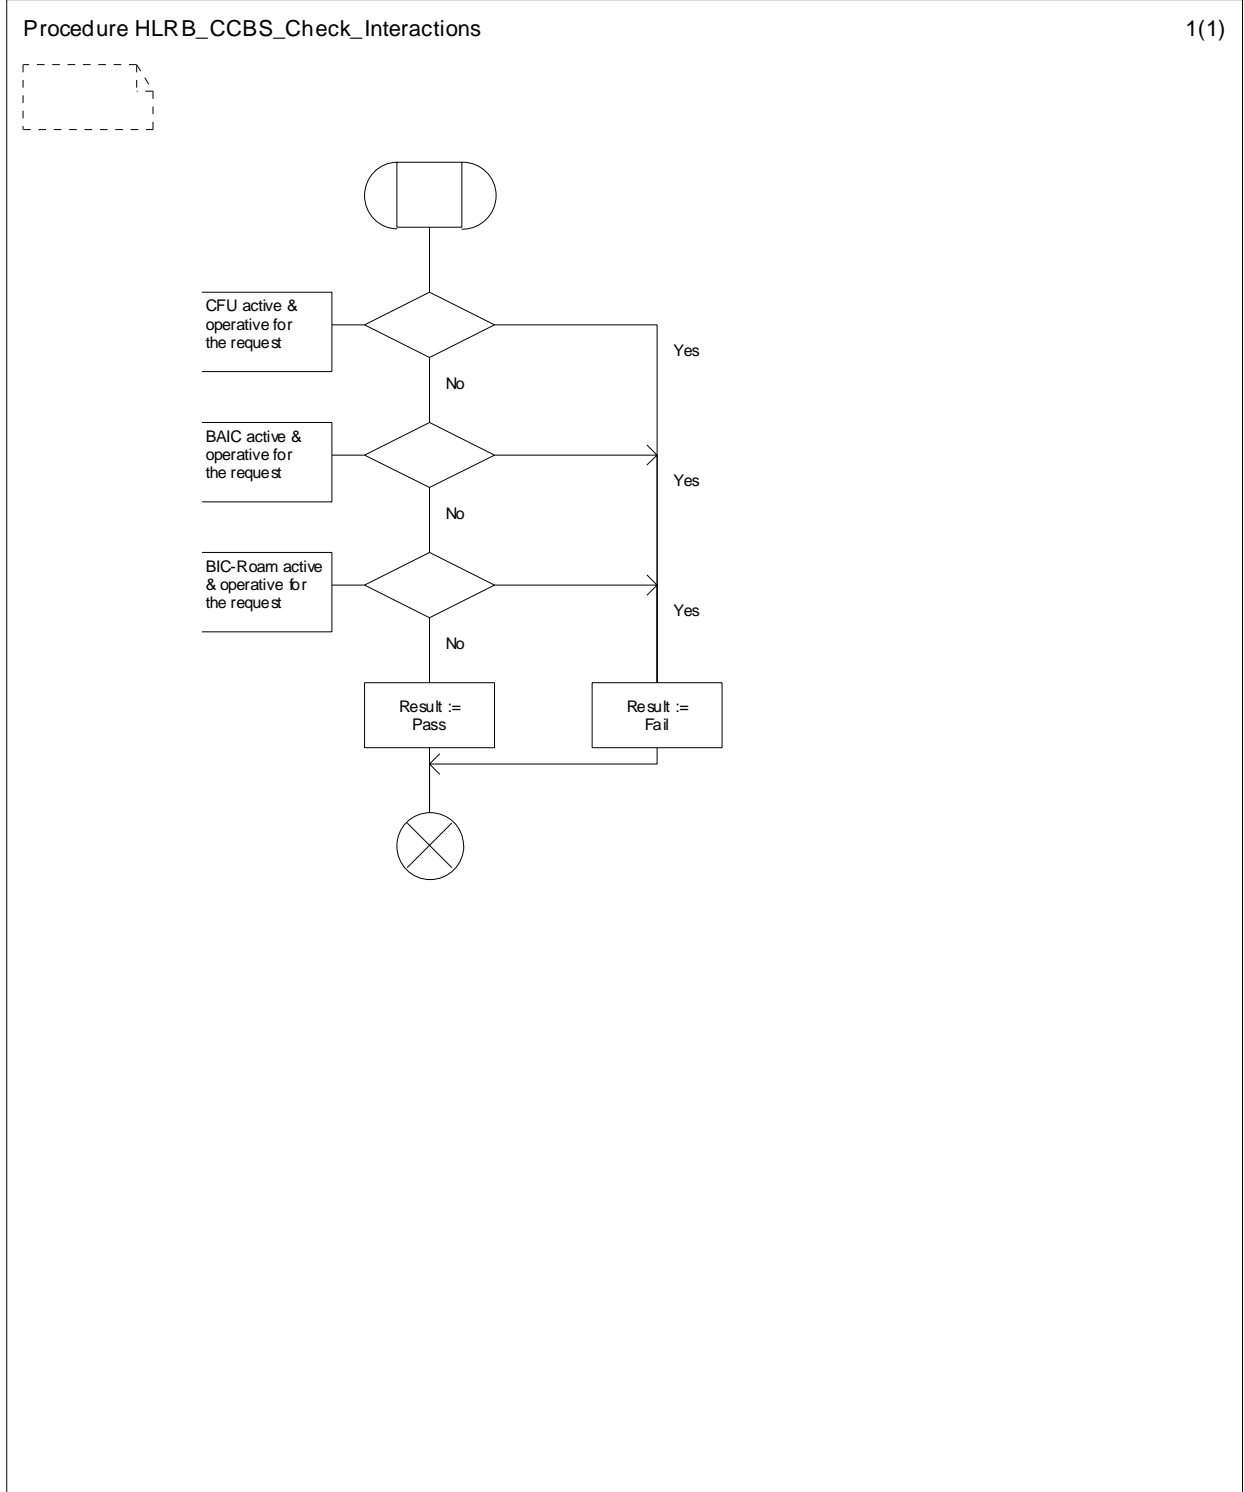 Procedure HLRB_CCBS_Check_Interactions
1(1)
CFU active &
operative for
the request
Yes
No
BAIC active &
operative for
the request
Yes
No
BIC-Roam active
& operative for
the request
Yes
No
Result :=
Pass
Result :=
Fail